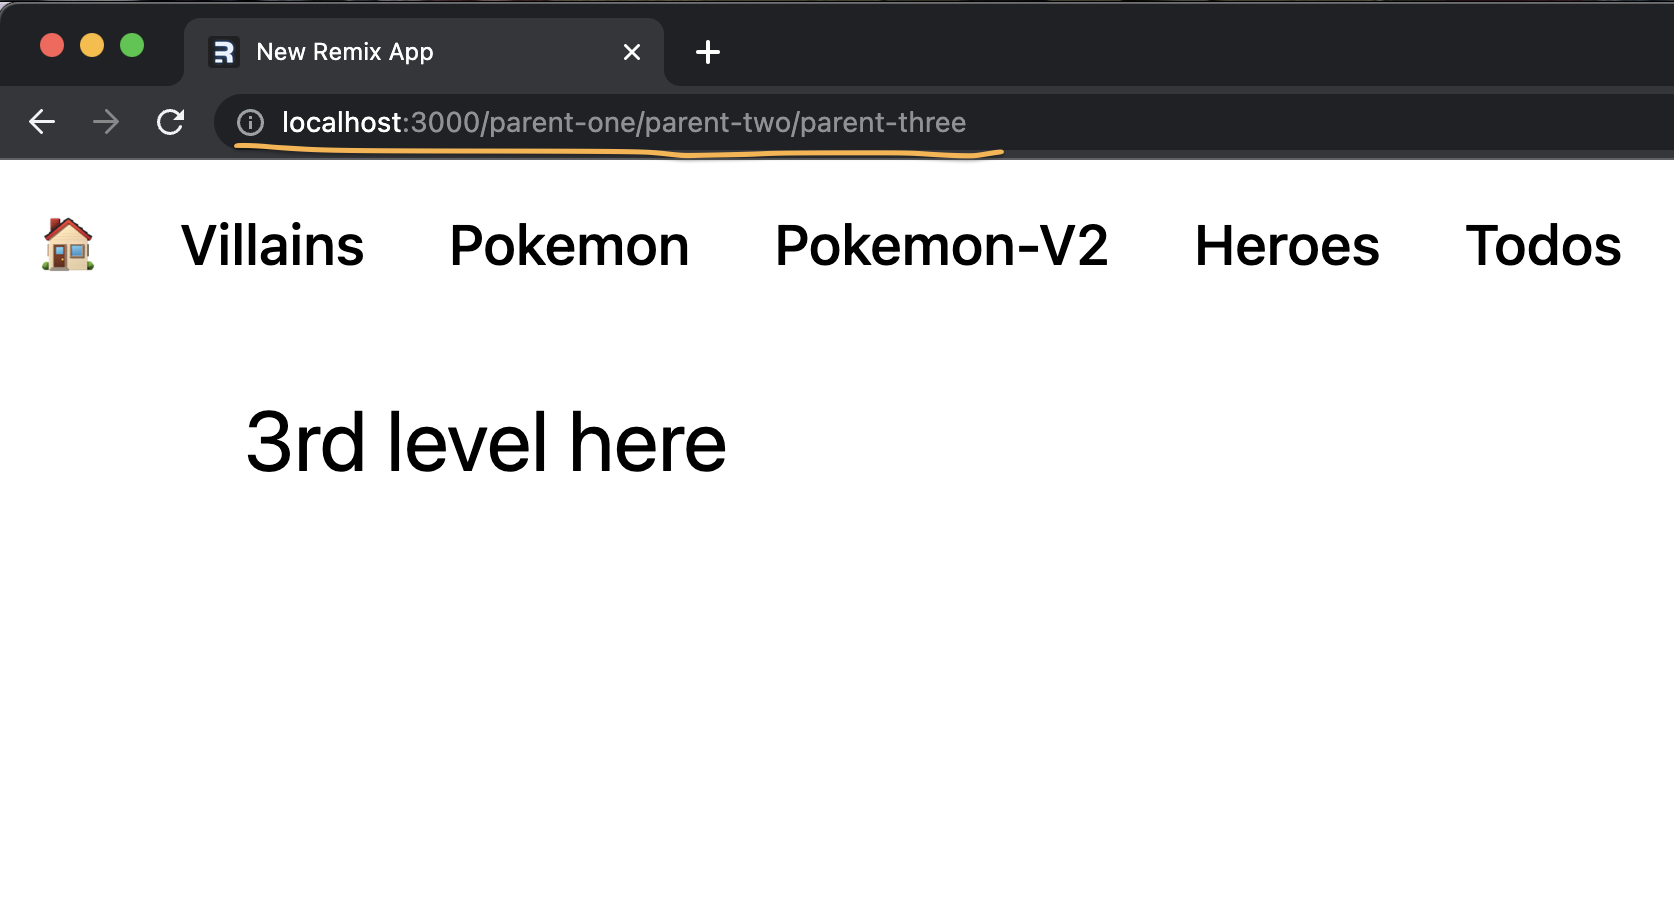 New Remix App
localhost:3000/parent-one/parent-two/parent-three
Villains Pokemon Pokemon-V2 Heroes Todos
3rd level here